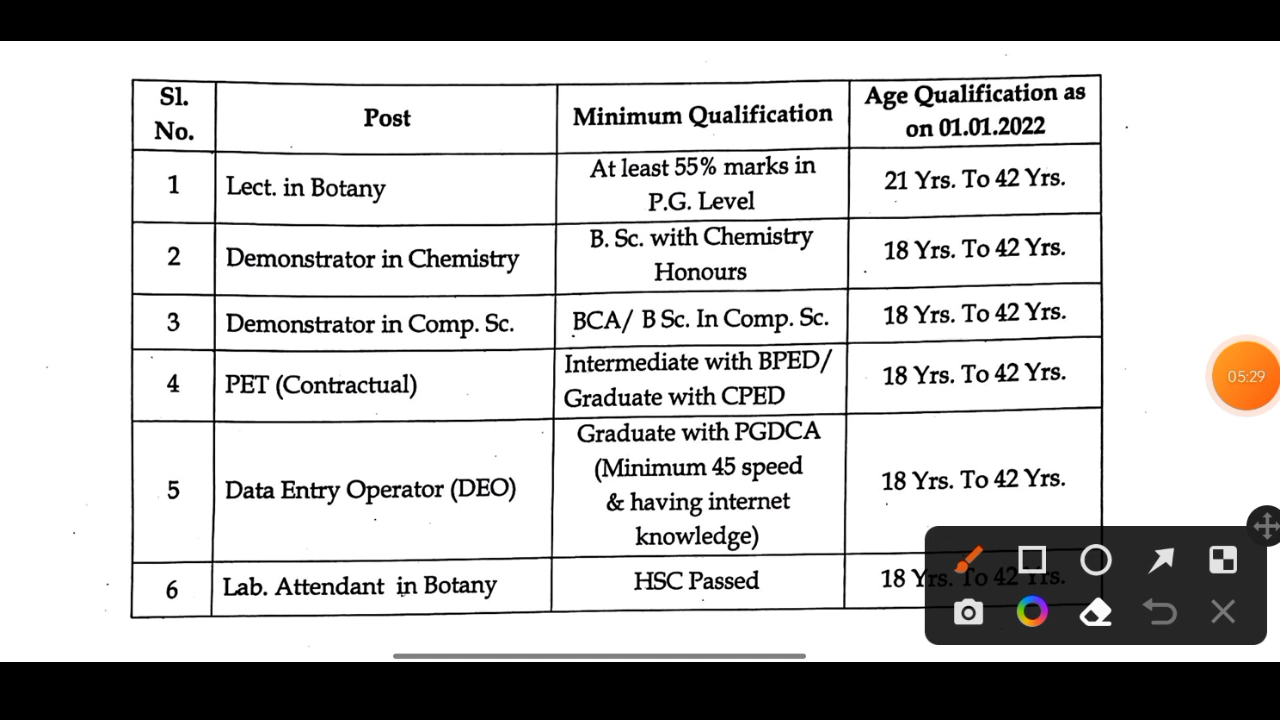 Sl. No.
Post
Minimum Qualification
Age Qualification as
on 01.01.2022
1
Lect. in Botany
At least 55% marks in
P.G. Level
21 Yrs. To 42 Yrs.
2
Demonstrator in Chemistry
B. Sc. with Chemistry
Honours
18 Yrs. To 42 Yrs.
3
Demonstrator in Comp. Sc.
BCA/ B Sc. In Comp. Sc.
18 Yrs. To 42 Yrs.
4
PET (Contractual)
Intermediate with BPED/
Graduate with CPED
18 Yrs. To 42 Yrs.
5
Data Entry Operator (DEO)
Graduate with PGDCA
(Minimum 45 speed
& having internet
knowledge)
18 Yrs. To 42 Yrs.
6
Lab. Attendant in Botany
HSC Passed
18 Yrs. To 42 Yrs.
05:29